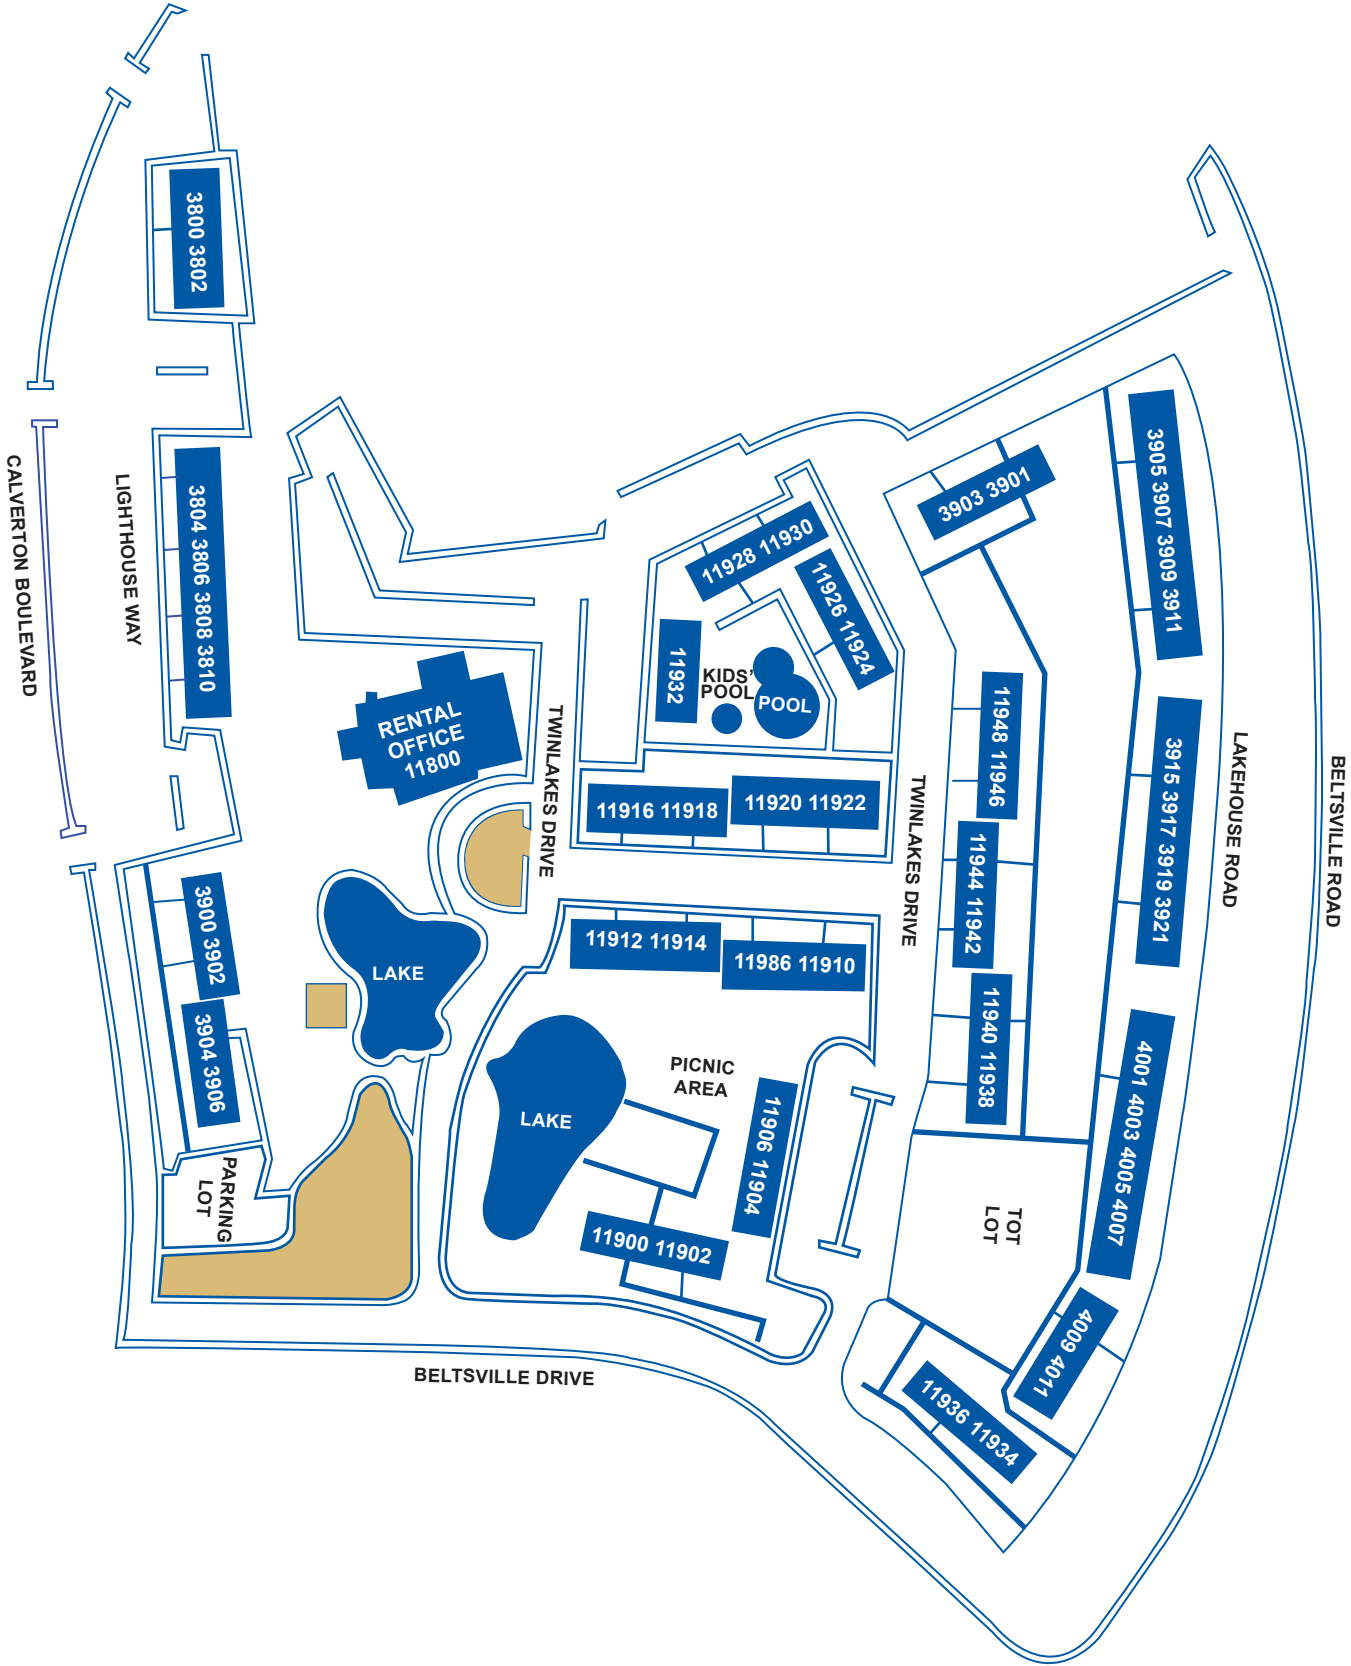 3800 3802
CALVERTON BOULEVARD
LIGHTHOUSE WAY
3804 3806 3808 3810
3900 3902
3904 3906
PARKING
LOT
RENTAL
OFFICE
11800
LAKE
TWINLAKES DRIVE
11928 11930
11926 11924
11932
KIDS'
POOL
POOL
11916 11918
11920 11922
11912 11914
11986 11910
PICNIC
AREA
LAKE
11906 11904
11900 11902
BELTSVILLE DRIVE
TWINLAKES DRIVE
3903 3901
11948 11946
11944 11942
11940 11938
TOT
LOT
11936 11934
3905 3907 3909 3911
3915 3917 3919 3921
4001 4003 4005 4007
4009 4011
LAKEHOUSE ROAD
BELTSVILLE ROAD